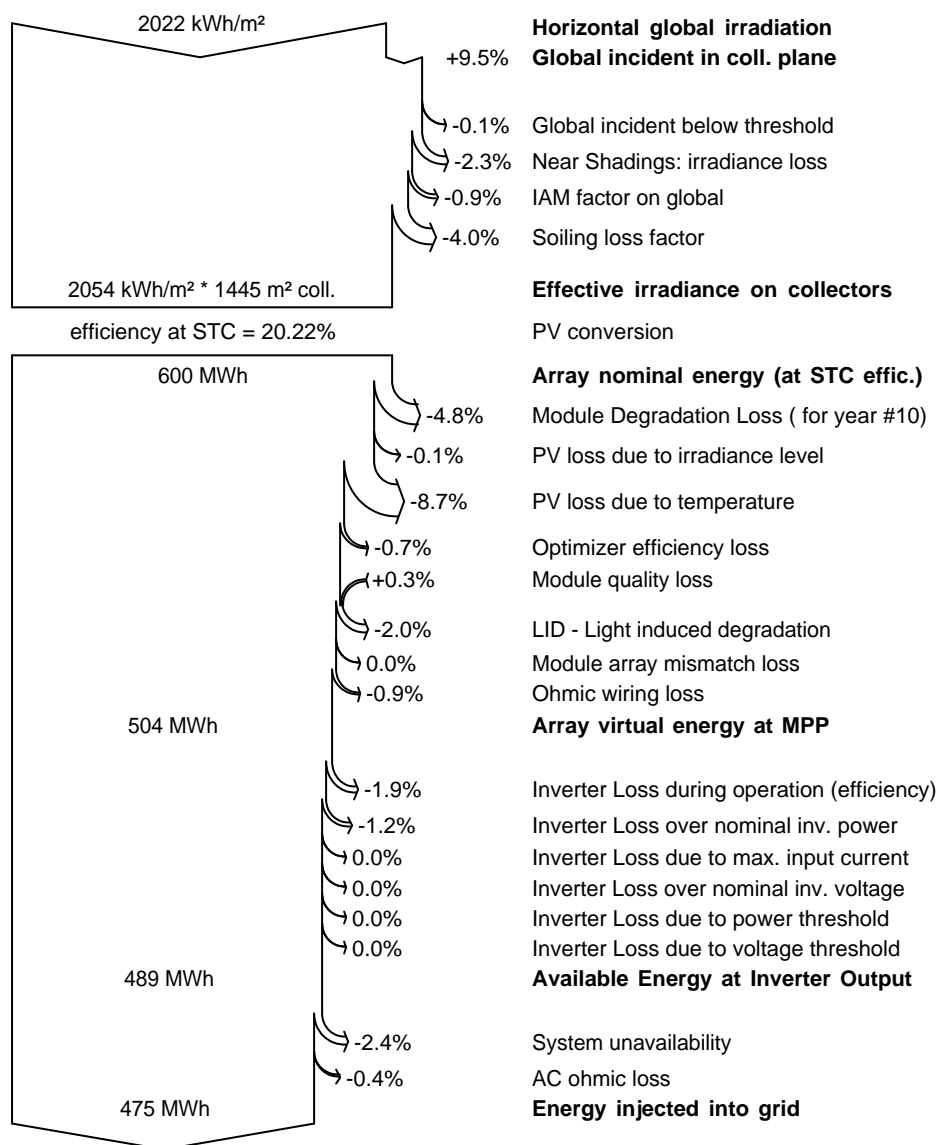 2022 kWh/m² Horizontal global irradiation
+9.5% Global incident in coll. plane
-0.1% Global incident below threshold
-2.3% Near Shadings: irradiance loss
-0.9% IAM factor on global
-4.0% Soiling loss factor
2054 kWh/m² * 1445 m² coll. Effective irradiance on collectors
efficiency at STC = 20.22% PV conversion
600 MWh Array nominal energy (at STC effic.)
-4.8% Module Degradation Loss ( for year #10)
-0.1% PV loss due to irradiance level
-8.7% PV loss due to temperature
-0.7% Optimizer efficiency loss
+0.3% Module quality loss
-2.0% LID - Light induced degradation
0.0% Module array mismatch loss
-0.9% Ohmic wiring loss
504 MWh Array virtual energy at MPP
-1.9% Inverter Loss during operation (efficiency)
-1.2% Inverter Loss over nominal inv. power
0.0% Inverter Loss due to max. input current
0.0% Inverter Loss over nominal inv. voltage
0.0% Inverter Loss due to power threshold
0.0% Inverter Loss due to voltage threshold
489 MWh Available Energy at Inverter Output
-2.4% System unavailability
-0.4% AC ohmic loss
475 MWh Energy injected into grid